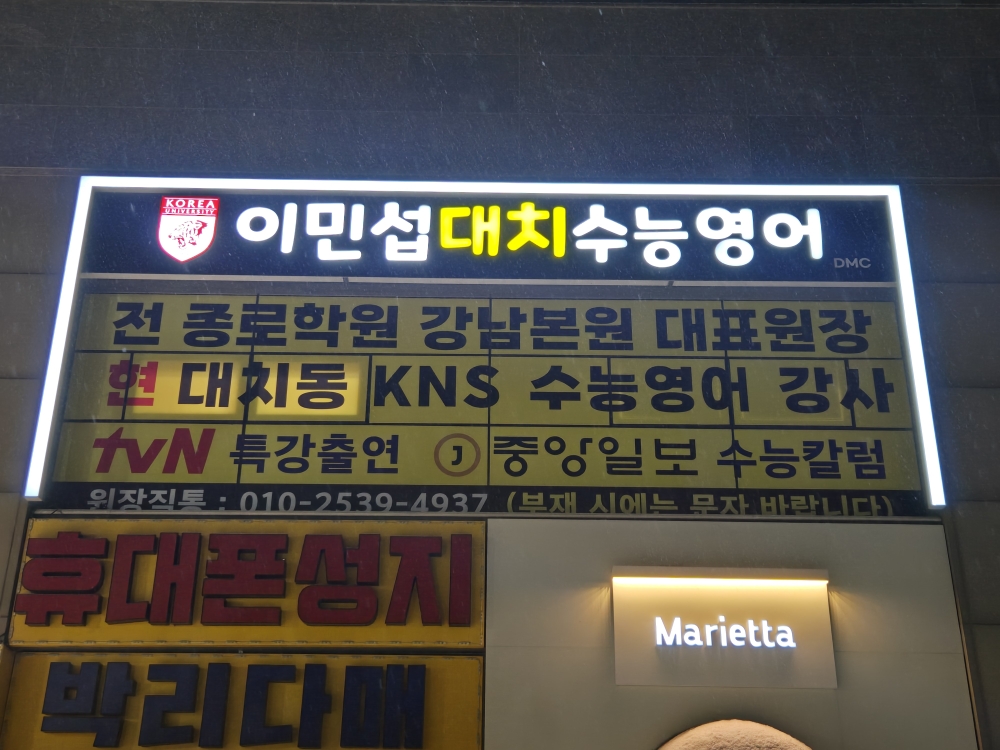 KOREA
UNIVERSITY
이민섭대치수능영어
DMC
전 종로학원 강남본원 대표원장
현 대치동 KNS 수능영어 강사
tvN 특강출연 J 중앙일보 수능칼럼
원장직통 : 010-2539-4937 (부재 시에는 문자 바랍니다)
휴대폰성지
박리다매
Marietta